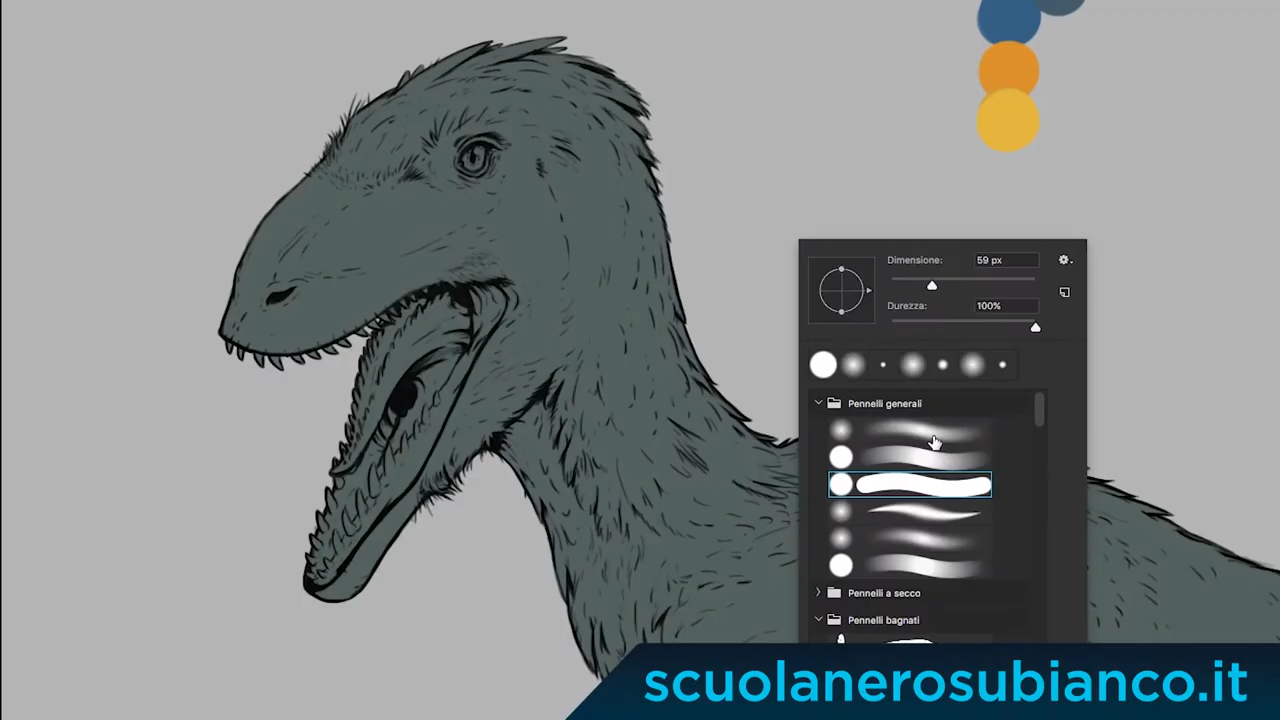 Dimensione: 59 px
Durezza: 100%
Pennelli generali
Pennelli a secco
Pennelli bagnati
scuolanerosubianco.it